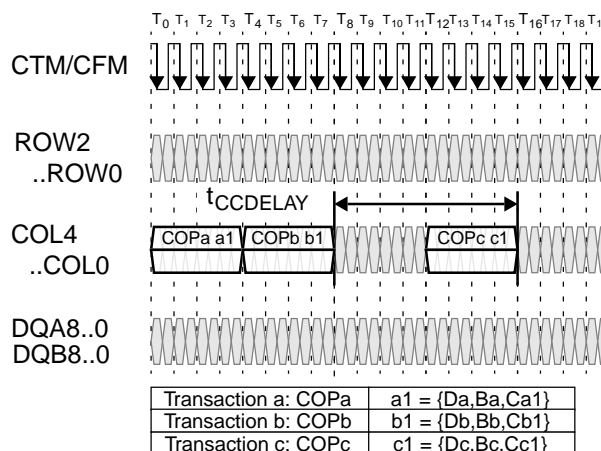 T0 T1 T2 T3 T4 T5 T6 T7 T8 T9 T10 T11 T12 T13 T14 T15 T16 T17 T18
CTM/CFM
ROW2
..ROW0
tCCDELAY
COL4
..COL0
COPa a1 COPb b1 COPc c1
DQA8..0
DQB8..0
Transaction a: COPa a1 = {Da,Ba,Ca1}
Transaction b: COPb b1 = {Db,Bb,Cb1}
Transaction c: COPc c1 = {Dc,Bc,Cc1}